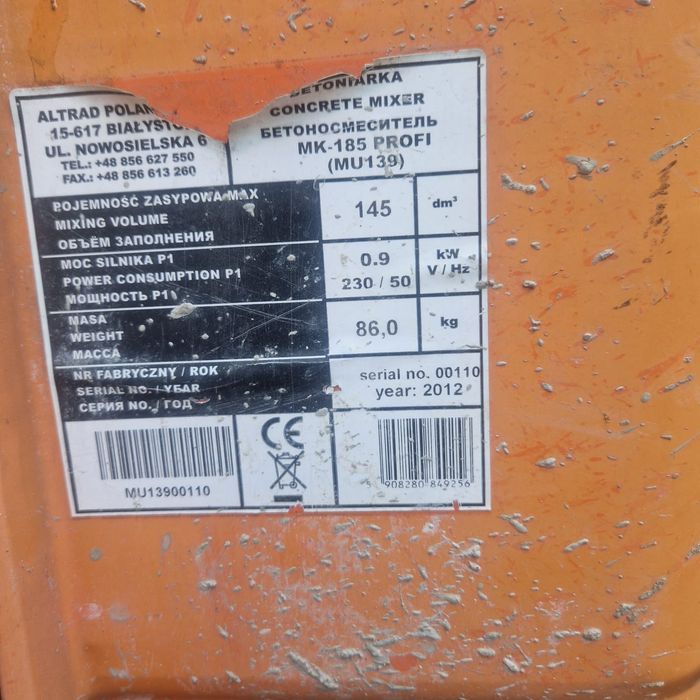 ALTRAD
15-617
UL. NOWOSIELSKA 6
TEL.: +48 856 627 550
FAX.: +48 856 613 260
CONCRETE MIXER
БЕТОНОСМЕСИТЕЛЬ
MK-185 PROFI
(MU139)
POJEMNOŚĆ ZASYPOWA MAX
MIXING VOLUME
ОБЪЁМ ЗАПОЛНЕНИЯ
145
dm³
MOC SILNIKA P1
POWER CONSUMPTION P1
МОЩНОСТЬ P1
0.9
230 / 50
kW
V / Hz
MASA
WEIGHT
МАССА
86,0
kg
NR FABRYCZNY / ROK
SERIAL NO. / YEAR
СЕРИЯ NO. / ГОД
serial no. 00110
year: 2012
MU13900110
CE
5 908280 849256